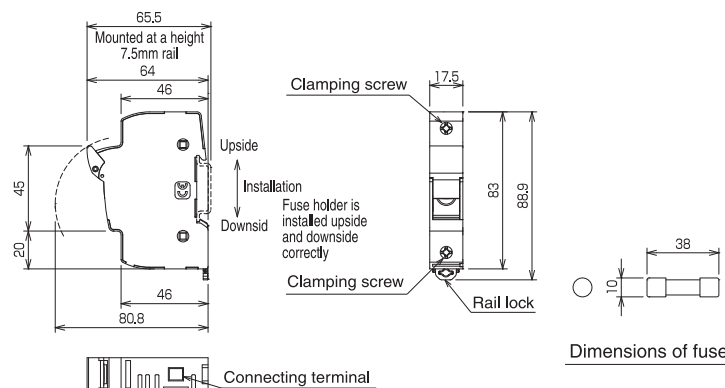 65.5
Mounted at a height
7.5mm rail
64
46
Upside
Installation
Downsid
Fuse holder is
installed upside
and downside
correctly
45
20
CE
46
80.8
Connecting terminal
Clamping screw
17.5
83
88.9
Clamping screw
Rail lock
38
10
Dimensions of fuse